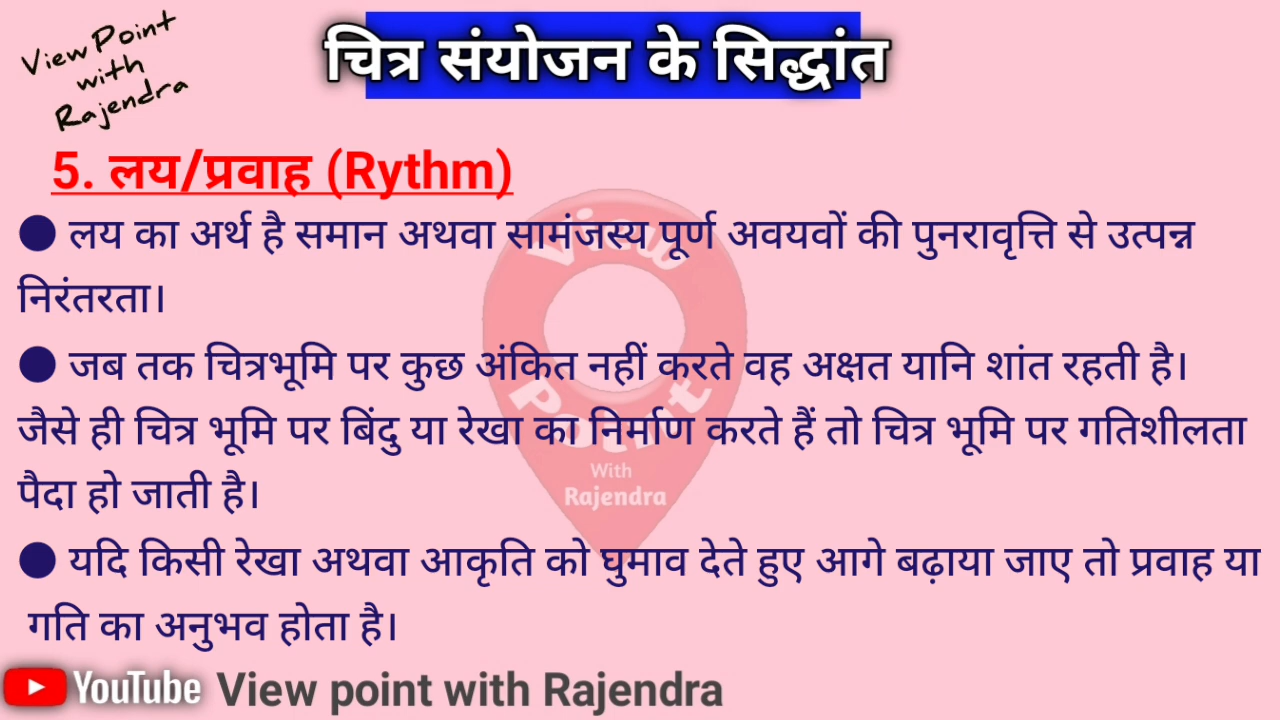 View Point
with
Rajendra
चित्र संयोजन के सिद्धांत
5. लय/प्रवाह (Rythm)
● लय का अर्थ है समान अथवा सामंजस्य पूर्ण अवयवों की पुनरावृत्ति से उत्पन्न
निरंतरता।
● जब तक चित्रभूमि पर कुछ अंकित नहीं करते वह अक्षत यानि शांत रहती है।
जैसे ही चित्र भूमि पर बिंदु या रेखा का निर्माण करते हैं तो चित्र भूमि पर गतिशीलता
पैदा हो जाती है।
● यदि किसी रेखा अथवा आकृति को घुमाव देते हुए आगे बढ़ाया जाए तो प्रवाह या
गति का अनुभव होता है।
View
Point
With
Rajendra
YouTube View point with Rajendra